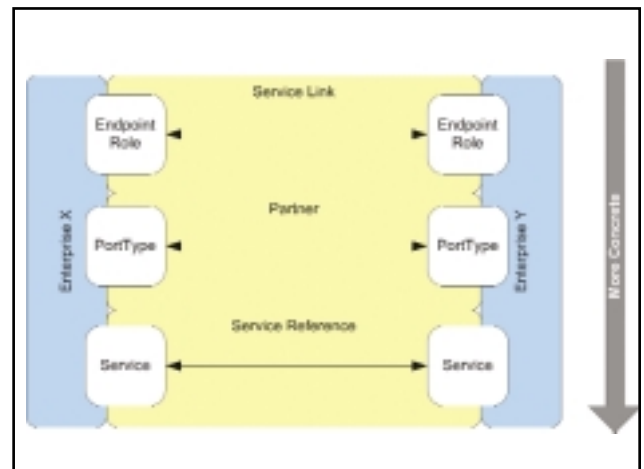 Service Link
Endpoint
Role
Endpoint
Role
Partner
Enterprise X
PortType
PortType
Enterprise Y
More Concrete
Service Reference
Service
Service